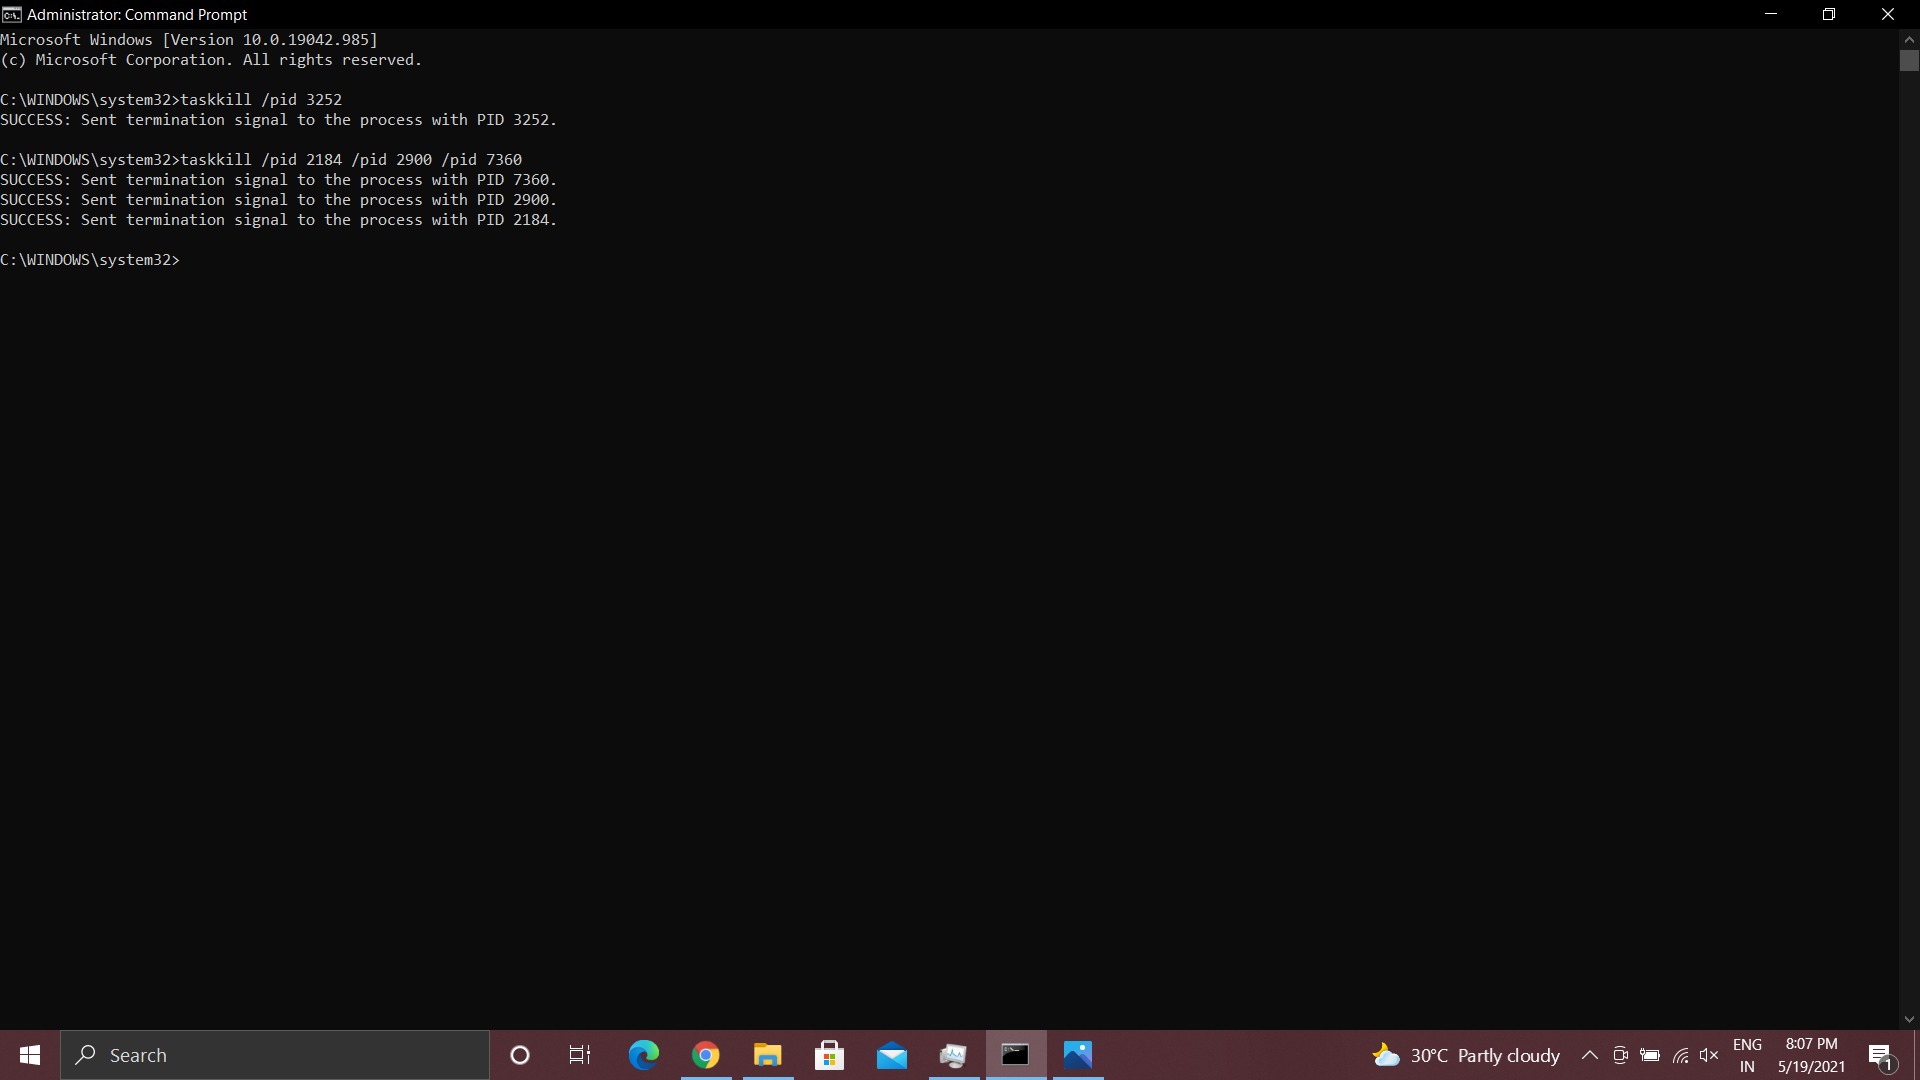 Administrator: Command Prompt
Microsoft Windows [Version 10.0.19042.985]
(c) Microsoft Corporation. All rights reserved.
C:\WINDOWS\system32>taskkill /pid 3252
SUCCESS: Sent termination signal to the process with PID 3252.
C:\WINDOWS\system32>taskkill /pid 2184 /pid 2900 /pid 7360
SUCCESS: Sent termination signal to the process with PID 7360.
SUCCESS: Sent termination signal to the process with PID 2900.
SUCCESS: Sent termination signal to the process with PID 2184.
C:\WINDOWS\system32>
Search
30°C Partly cloudy
ENG
IN
8:07 PM
5/19/2021
1